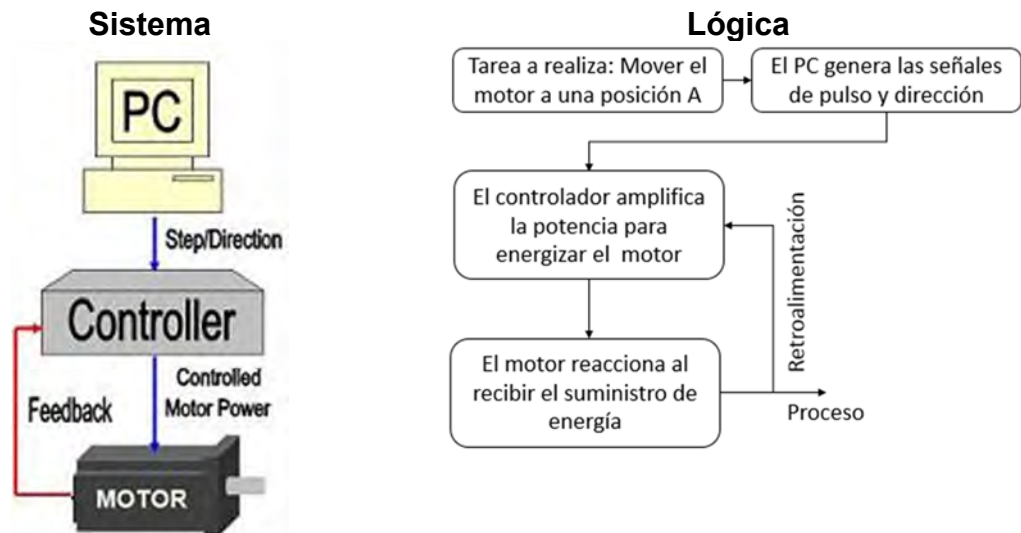 Sistema
PC
Step/Direction
Controller
Controlled
Motor Power
Feedback
MOTOR
Lógica
Tarea a realiza: Mover el
motor a una posición A
El PC genera las señales
de pulso y dirección
El controlador amplifica
la potencia para
energizar el motor
Retroalimentación
El motor reacciona al
recibir el suministro de
energía
Proceso